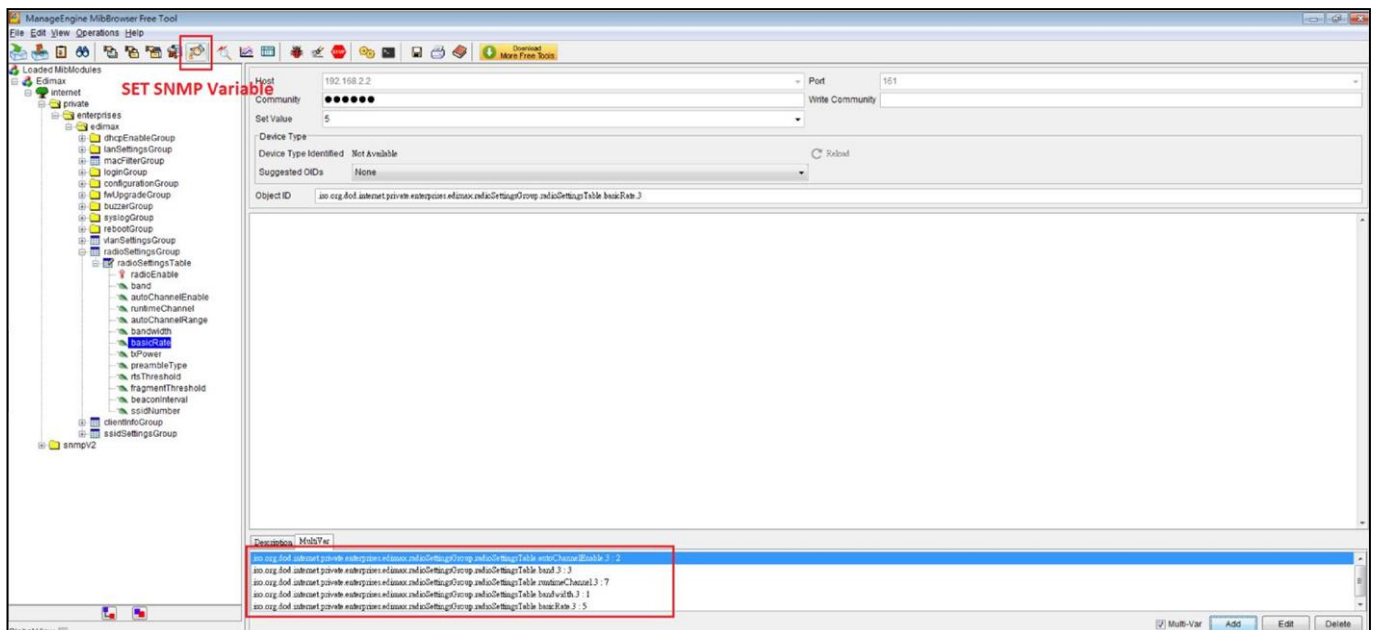 ManageEngine MibBrowser Free Tool
File Edit View Operations Help
Download
More Free Tools
SET SNMP Variable
Loaded MibModules
Edimax
internet
private
enterprises
edimax
dhcpEnableGroup
lanSettingsGroup
macFilterGroup
loginGroup
configurationGroup
fwUpgradeGroup
buzzerGroup
syslogGroup
rebootGroup
vlanSettingsGroup
radioSettingsGroup
radioSettingsTable
radioEnable
band
autoChannelEnable
runtimeChannel
autoChannelRange
bandwidth
basicRate
txPower
preambleType
rtsThreshold
fragmentThreshold
beaconInterval
ssidNumber
clientInfoGroup
ssidSettingsGroup
snmpV2
Host 192.168.2.2 Port 161
Community ●●●●●● Write Community
Set Value 5
Device Type
Device Type Identified Not Available Reload
Suggested OIDs None
Object ID .iso.org.dod.internet.private.enterprises.edimax.radioSettingsGroup.radioSettingsTable.basicRate.3
Description MultiVar
.iso.org.dod.internet.private.enterprises.edimax.radioSettingsGroup.radioSettingsTable.autoChannelEnable.3 : 2
.iso.org.dod.internet.private.enterprises.edimax.radioSettingsGroup.radioSettingsTable.band.3 : 3
.iso.org.dod.internet.private.enterprises.edimax.radioSettingsGroup.radioSettingsTable.runtimeChannel.3 : 7
.iso.org.dod.internet.private.enterprises.edimax.radioSettingsGroup.radioSettingsTable.bandwidth.3 : 1
.iso.org.dod.internet.private.enterprises.edimax.radioSettingsGroup.radioSettingsTable.basicRate.3 : 5
Multi-Var Add Edit Delete